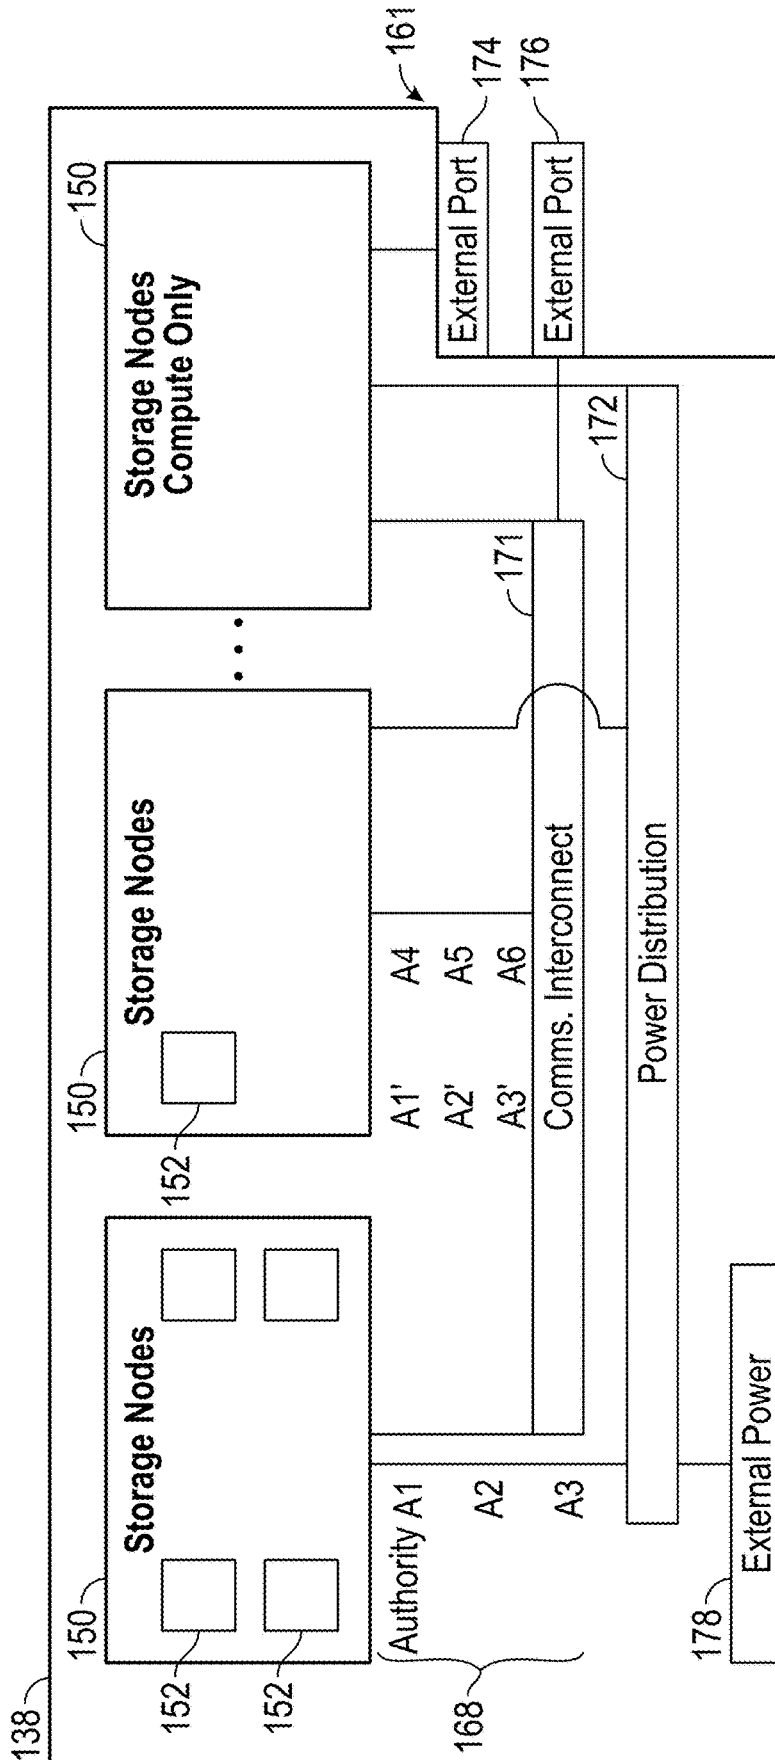 138
161
150
150
150
Storage Nodes
Storage Nodes
Storage Nodes
Compute Only
152
152
152
168
Authority A1
A2
A3
A1'
A2'
A3'
A4
A5
A6
171
Comms. Interconnect
172
Power Distribution
External Port
174
External Port
176
178
External Power